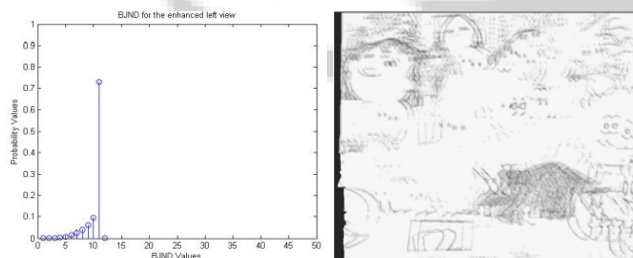 BJND for the enhanced left view
Probability Values
1
0.9
0.8
0.7
0.6
0.5
0.4
0.3
0.2
0.1
0
0 5 10 15 20 25 30 35 40 45 50
BJND Values